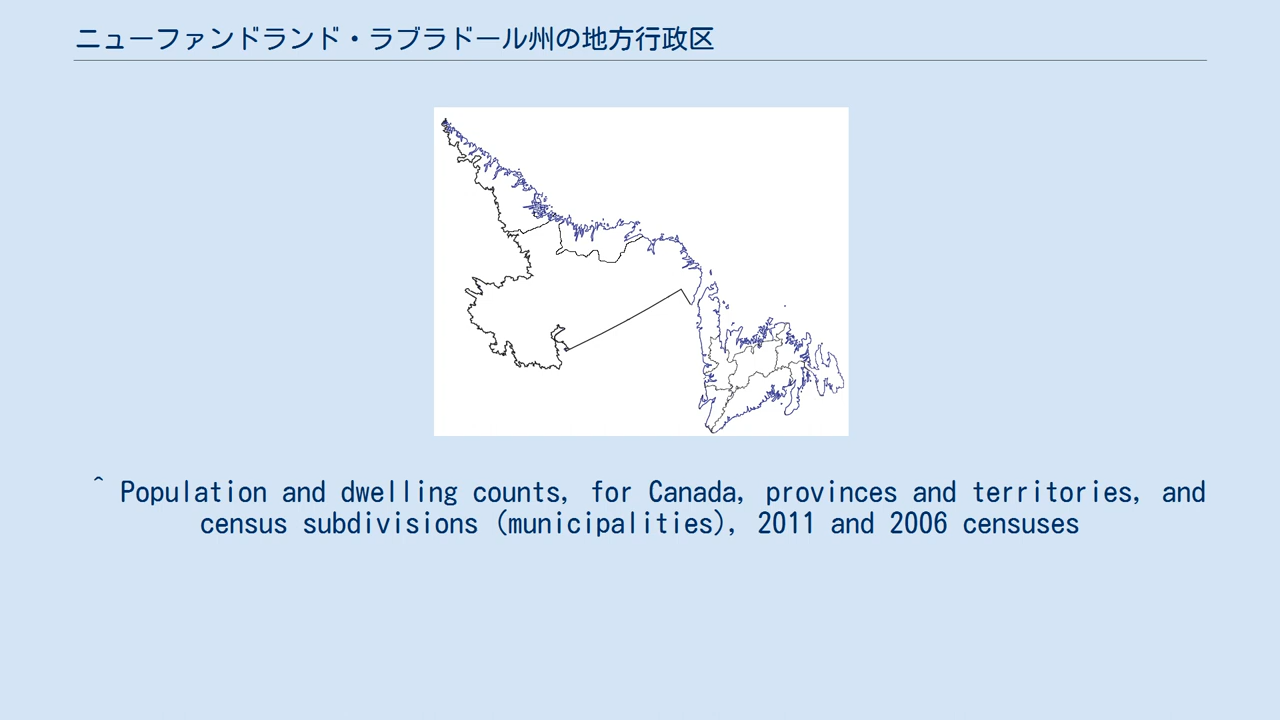 ニューファンドランド・ラブラドール州の地方行政区
^ Population and dwelling counts, for Canada, provinces and territories, and
census subdivisions (municipalities), 2011 and 2006 censuses